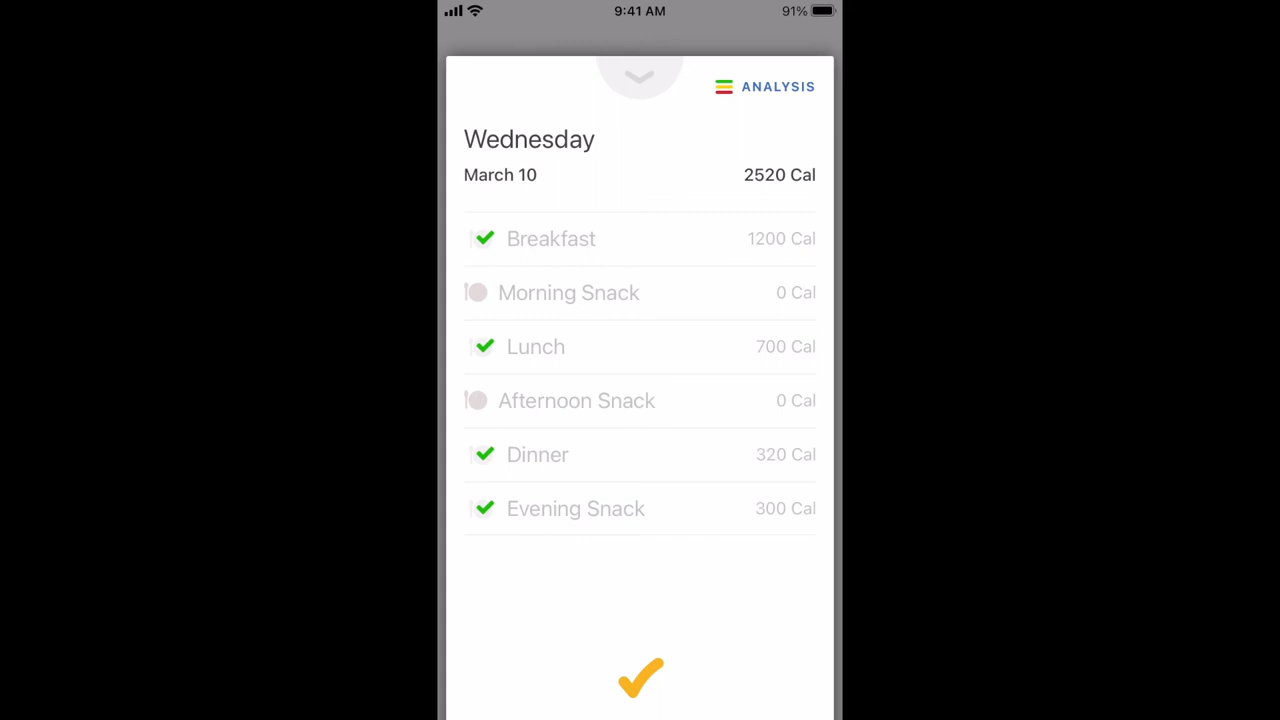 9:41 AM 91%
ANALYSIS
Wednesday
March 10 2520 Cal
Breakfast 1200 Cal
Morning Snack 0 Cal
Lunch 700 Cal
Afternoon Snack 0 Cal
Dinner 320 Cal
Evening Snack 300 Cal